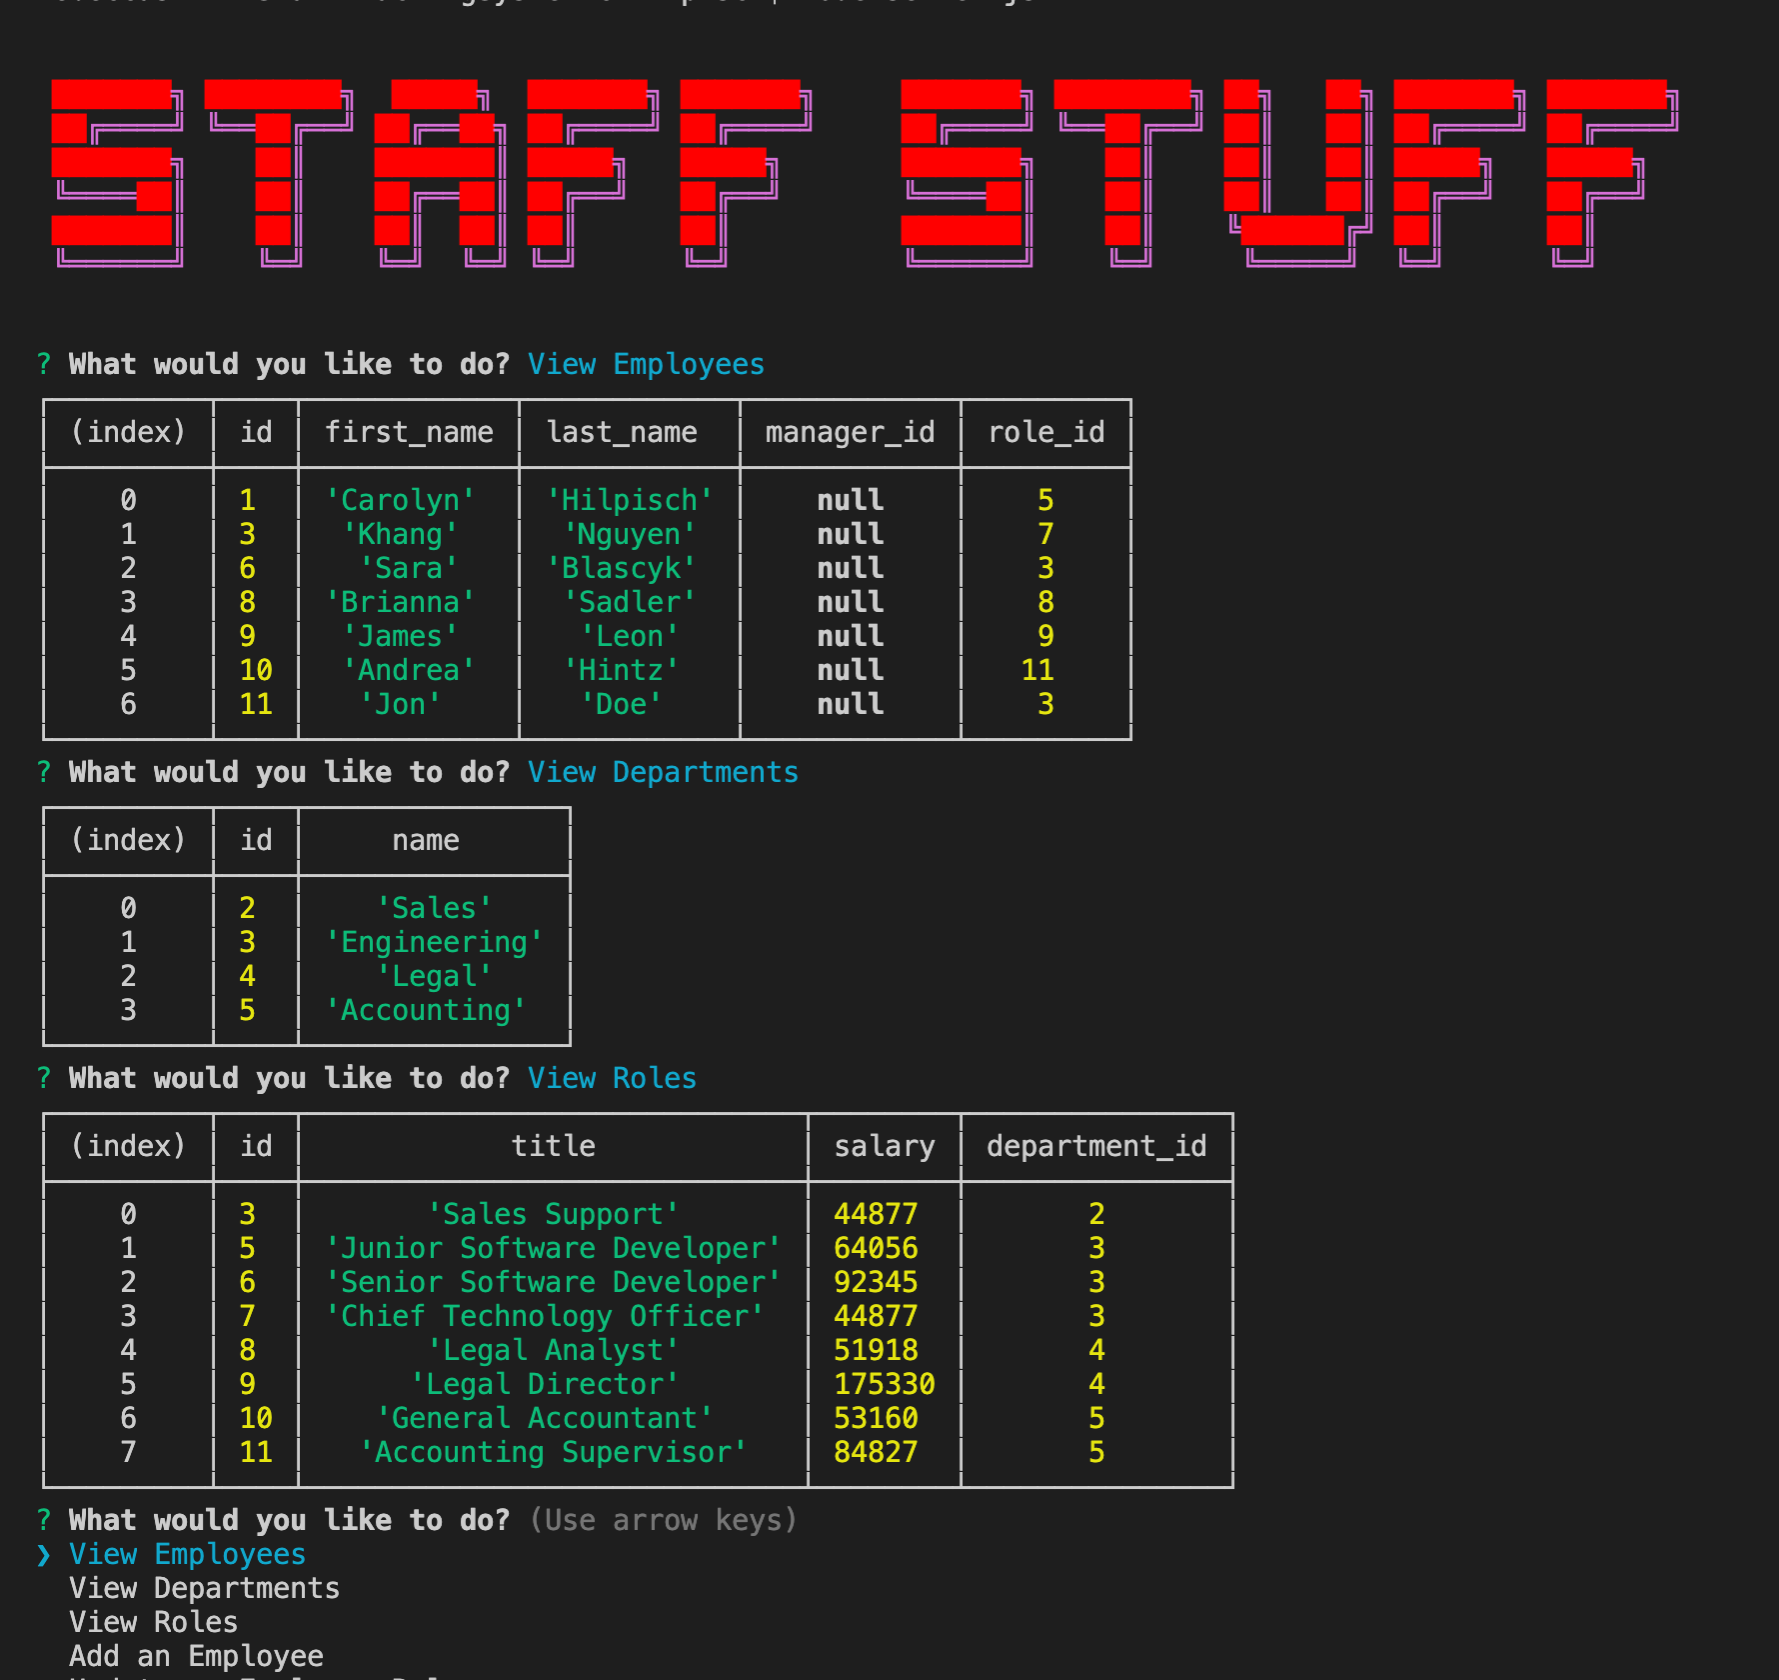 STAFF STUFF
? What would you like to do? View Employees
(index) id first_name last_name manager_id role_id
0 1 'Carolyn' 'Hilpisch' null 5
1 3 'Khang' 'Nguyen' null 7
2 6 'Sara' 'Blascyk' null 3
3 8 'Brianna' 'Sadler' null 8
4 9 'James' 'Leon' null 9
5 10 'Andrea' 'Hintz' null 11
6 11 'Jon' 'Doe' null 3
? What would you like to do? View Departments
(index) id name
0 2 'Sales'
1 3 'Engineering'
2 4 'Legal'
3 5 'Accounting'
? What would you like to do? View Roles
(index) id title salary department_id
0 3 'Sales Support' 44877 2
1 5 'Junior Software Developer' 64056 3
2 6 'Senior Software Developer' 92345 3
3 7 'Chief Technology Officer' 44877 3
4 8 'Legal Analyst' 51918 4
5 9 'Legal Director' 175330 4
6 10 'General Accountant' 53160 5
7 11 'Accounting Supervisor' 84827 5
? What would you like to do? (Use arrow keys)
❯ View Employees
View Departments
View Roles
Add an Employee